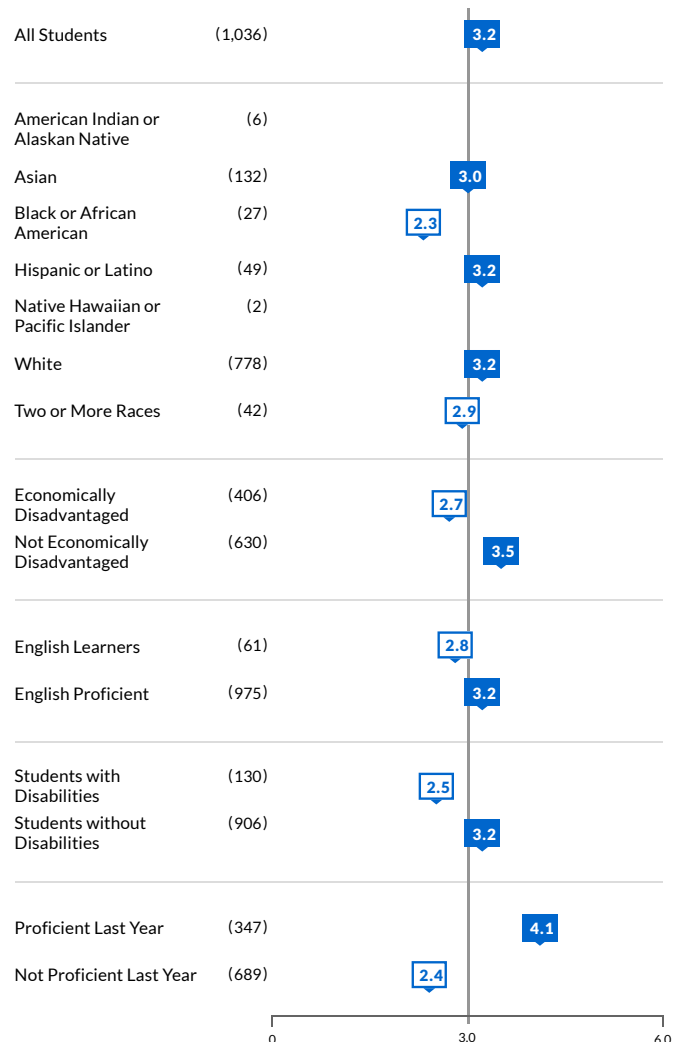 All Students (1,036) 3.2
American Indian or (6)
Alaskan Native
Asian (132) 3.0
Black or African (27) 2.3
American
Hispanic or Latino (49) 3.2
Native Hawaiian or (2)
Pacific Islander
White (778) 3.2
Two or More Races (42) 2.9
Economically (406) 2.7
Disadvantaged
Not Economically (630) 3.5
Disadvantaged
English Learners (61) 2.8
English Proficient (975) 3.2
Students with (130) 2.5
Disabilities
Students without (906) 3.2
Disabilities
Proficient Last Year (347) 4.1
Not Proficient Last Year (689) 2.4
0 3.0 6.0